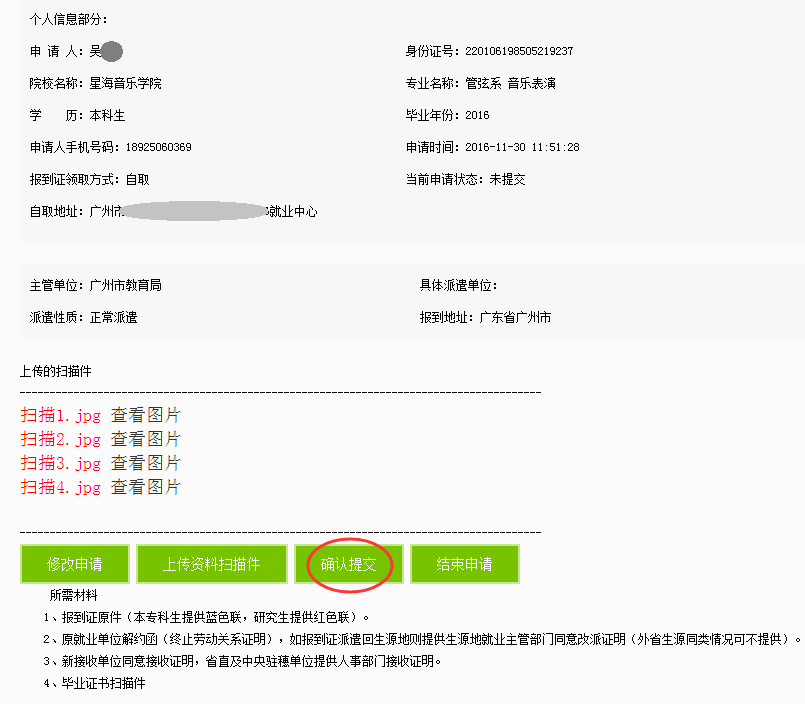 个人信息部分：
申 请 人：吴
身份证号：220106198505219237
院校名称：星海音乐学院
专业名称：管弦系 音乐表演
学 历：本科生
毕业年份：2016
申请人手机号码：18925060369
申请时间：2016-11-30 11:51:28
报到证领取方式：自取
当前申请状态：未提交
自取地址：广州市 就业中心
主管单位：广州市教育局
具体派遣单位：
派遣性质：正常派遣
报到地址：广东省广州市
上传的扫描件
扫描1.jpg 查看图片
扫描2.jpg 查看图片
扫描3.jpg 查看图片
扫描4.jpg 查看图片
修改申请 上传资料扫描件 确认提交 结束申请
所需材料
1、报到证原件（本专科生提供蓝色联，研究生提供红色联）。
2、原就业单位解约函（终止劳动关系证明），如报到证派遣回生源地则提供生源地就业主管部门同意改派证明（外省生源同类情况可不提供）。
3、新接收单位同意接收证明，省直及中央驻穗单位提供人事部门接收证明。
4、毕业证书扫描件